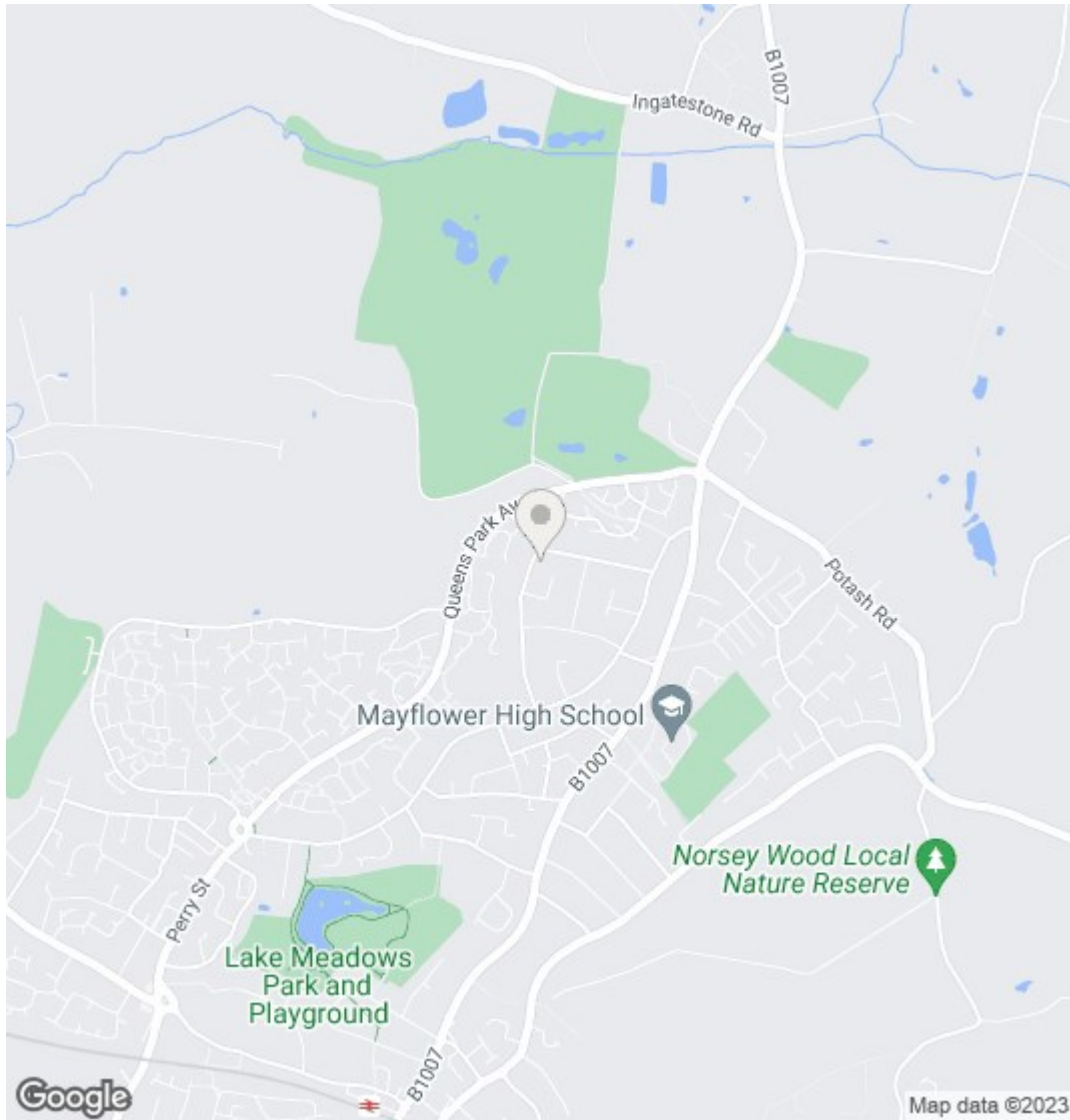 B1007
Ingatestone Rd
Queens Park Av
Potash Rd
Mayflower High School
B1007
Norsey Wood Local
Nature Reserve
Perry St
Lake Meadows
Park and
Playground
B1007
Google
Map data ©2023